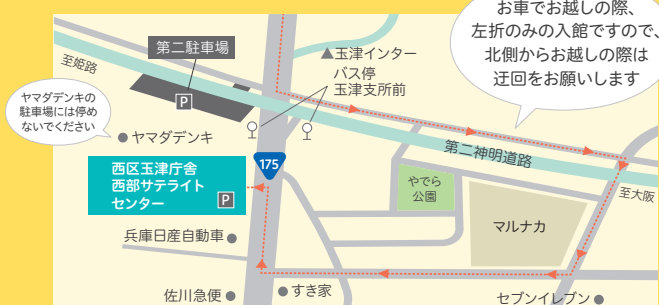 お車でお越しの際、
左折のみの入館ですので、
北側からお越しの際は
迂回をお願いします
第二駐車場
P
至姫路
▲玉津インター
バス停
玉津支所前
ヤマダデンキの
駐車場には停め
ないでください
ヤマダデンキ
第二神明道路
175
西区玉津庁舎
西部サテライト
センター
P
やでら
公園
至大阪
マルナカ
兵庫日産自動車
佐川急便
すき家
セブンイレブン